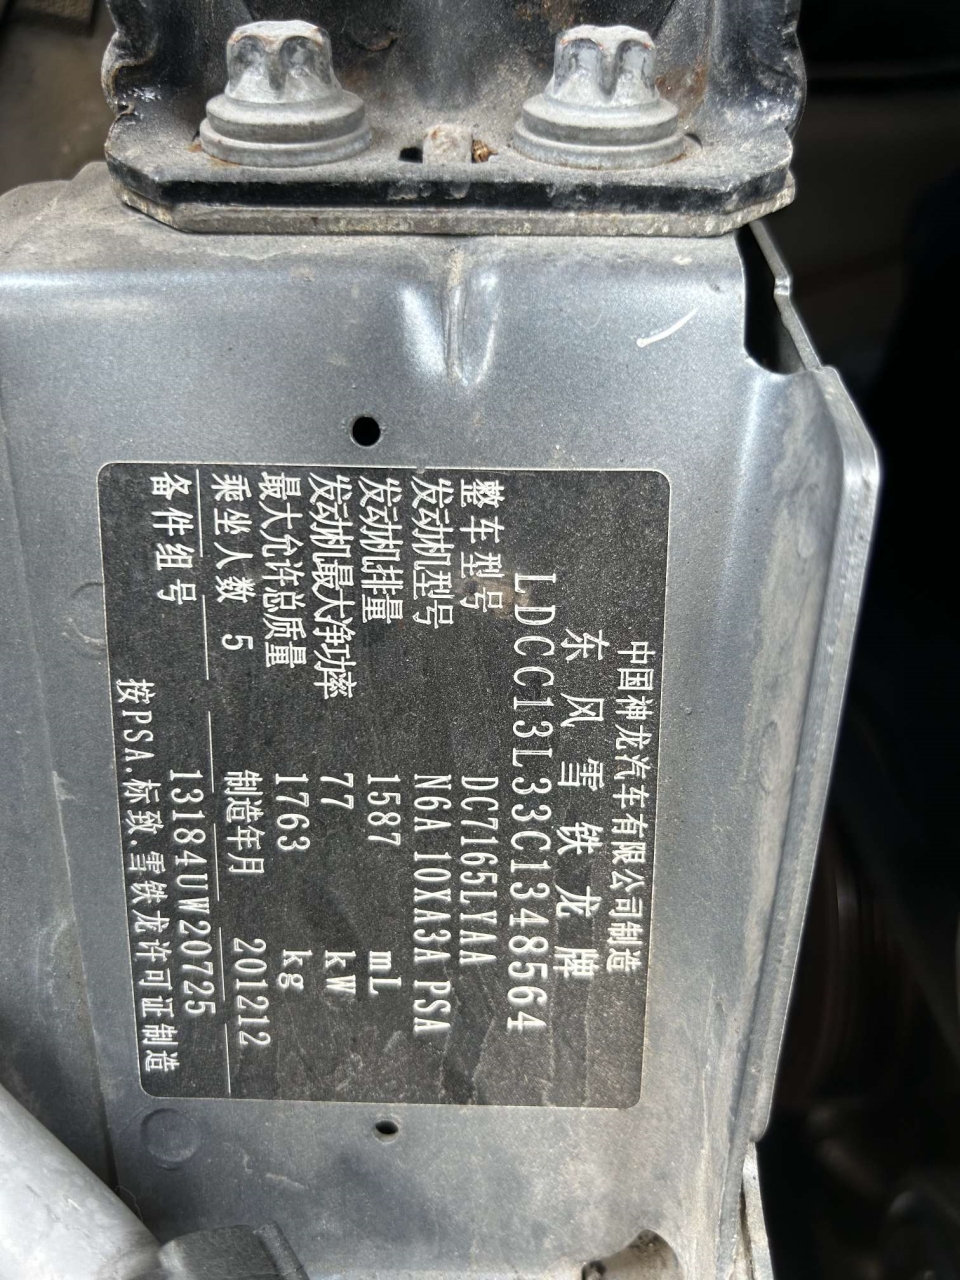 中国神龙汽车有限公司制造
东风雪铁龙牌
LDCC13L33C1348564
整车型号 DC7165LYAA
发动机型号 N6A 10XA3A PSA
发动机排量 1587 mL
发动机最大净功率 77 kW
最大允许总质量 1763 kg
乘坐人数 5 制造年月 201212
备件组号 13184UW20725
按PSA.标致.雪铁龙许可证制造